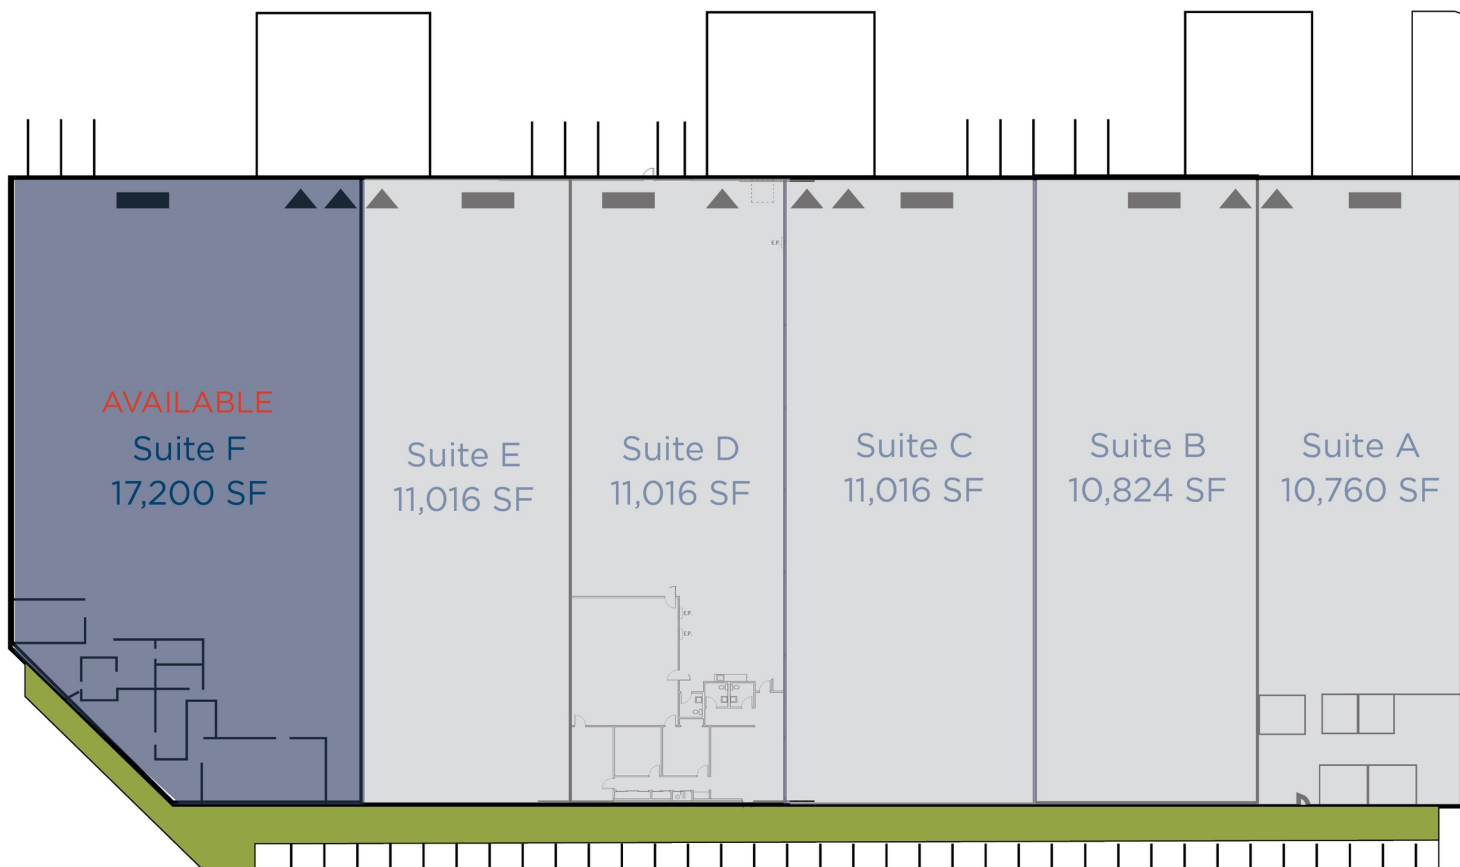 E.P.
AVAILABLE
Suite F
17,200 SF
Suite E
11,016 SF
Suite D
11,016 SF
Suite C
11,016 SF
Suite B
10,824 SF
Suite A
10,760 SF
E.P.
E.P.